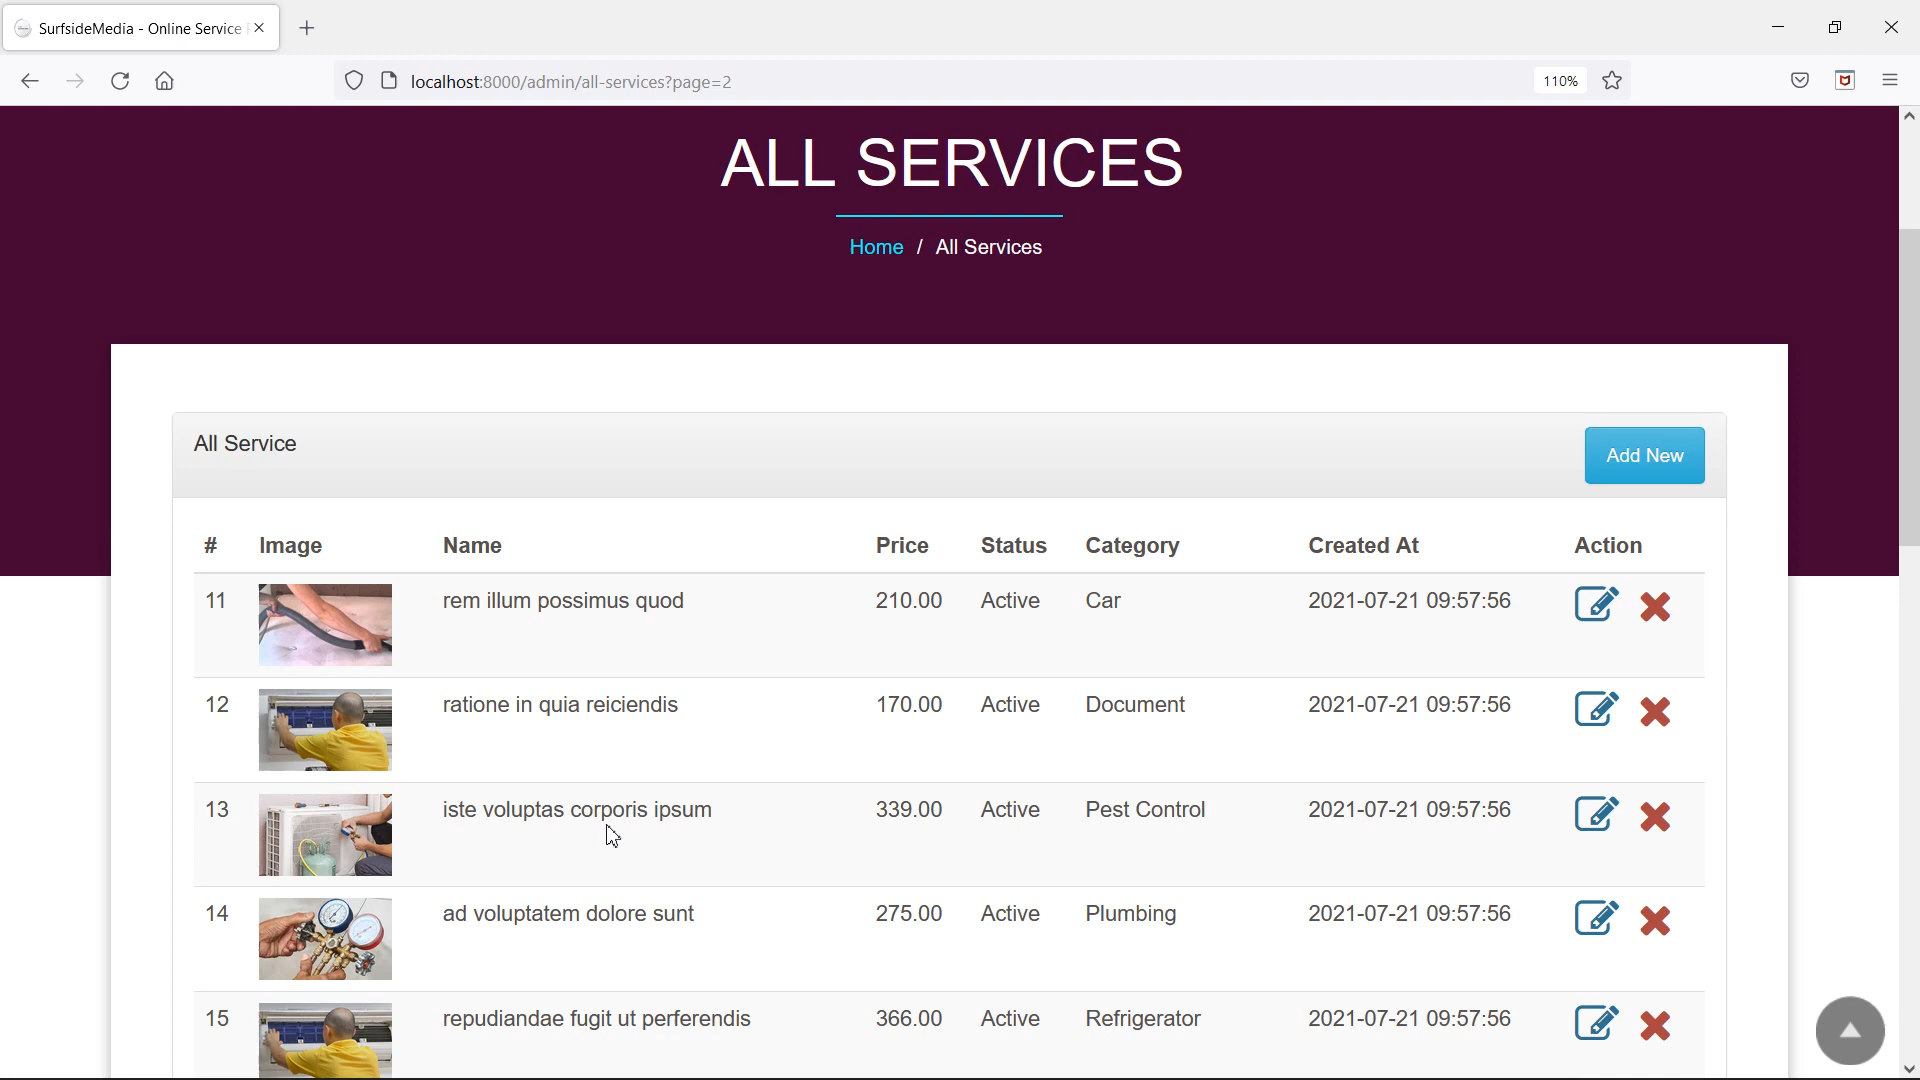 SurfsideMedia - Online Service
localhost:8000/admin/all-services?page=2
110%
ALL SERVICES
Home / All Services
All Service
Add New
# Image Name Price Status Category Created At Action
11 rem illum possimus quod 210.00 Active Car 2021-07-21 09:57:56
12 ratione in quia reiciendis 170.00 Active Document 2021-07-21 09:57:56
13 iste voluptas corporis ipsum 339.00 Active Pest Control 2021-07-21 09:57:56
14 ad voluptatem dolore sunt 275.00 Active Plumbing 2021-07-21 09:57:56
15 repudiandae fugit ut perferendis 366.00 Active Refrigerator 2021-07-21 09:57:56